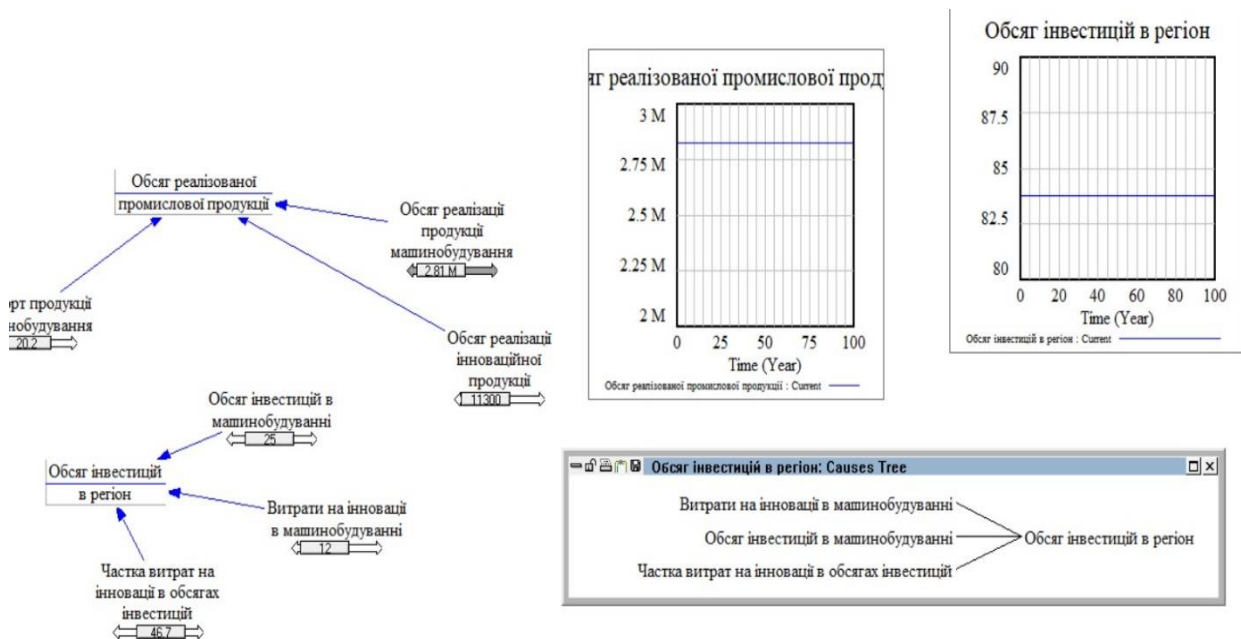 Обсяг реалізованої
промислової продукції
Обсяг реалізації
продукції
машинобудування
2.81 M
орт продукції
нобудування
20.2
Обсяг реалізації
інноваційної
продукції
11300
Обсяг інвестицій в
машинобудуванні
25
Обсяг інвестицій
в регіон
Витрати на інновації
в машинобудуванні
12
Частка витрат на
інновації в обсягах
інвестицій
46.7
яг реалізованої промислової прод
3 M
2.75 M
2.5 M
2.25 M
2 M
0 25 50 75 100
Time (Year)
Обсяг реалізованої промислової продукції : Current
Обсяг інвестицій в регіон
90
87.5
85
82.5
80
0 20 40 60 80 100
Time (Year)
Обсяг інвестицій в регіон : Current
Обсяг інвестицій в регіон: Causes Tree
Витрати на інновації в машинобудуванні
Обсяг інвестицій в машинобудуванні
Обсяг інвестицій в регіон
Частка витрат на інновації в обсягах інвестицій